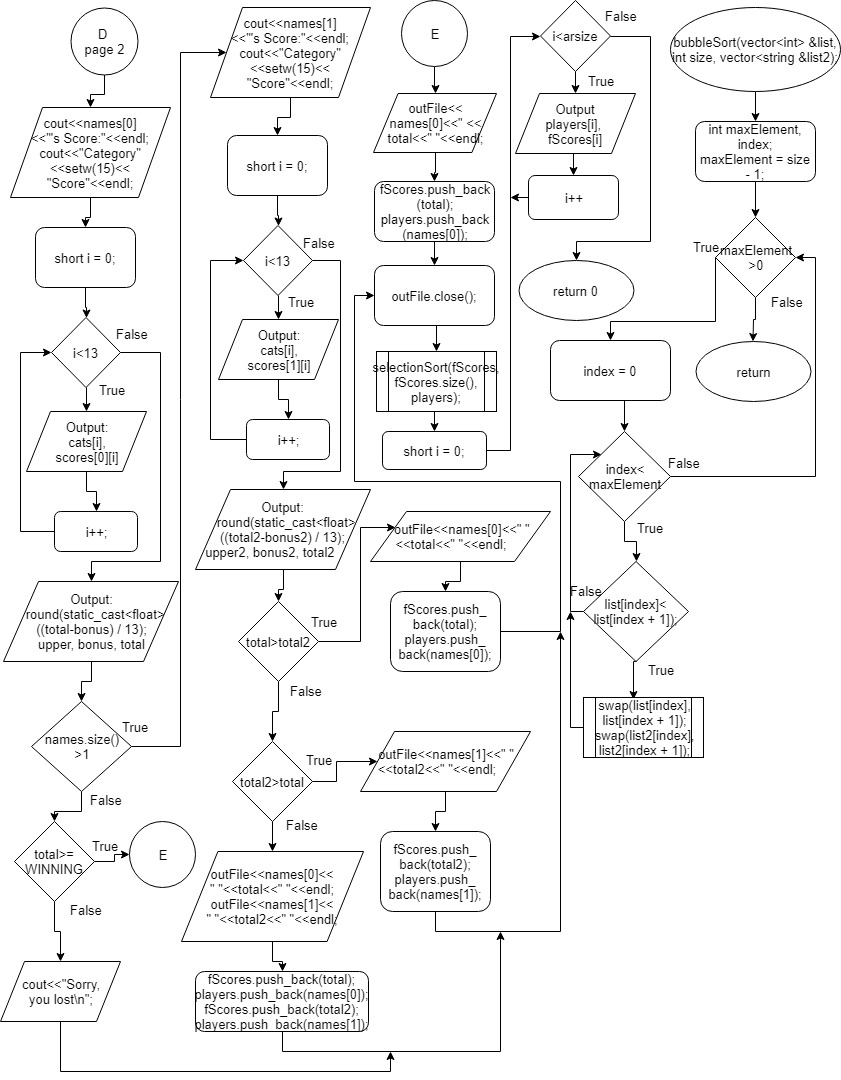 D
page 2
cout<<names[0]
<<"'s Score:"<<endl;
cout<<"Category"
<<setw(15)<<
"Score"<<endl;
short i = 0;
i<13
False
True
Output:
cats[i],
scores[0][i]
i++;
Output:
round(static_cast<float>
((total-bonus) / 13);
upper, bonus, total
names.size()
>1
True
False
total>=
WINNING
True
E
False
cout<<"Sorry,
you lost\n";
cout<<names[1]
<<"'s Score:"<<endl;
cout<<"Category"
<<setw(15)<<
"Score"<<endl;
short i = 0;
i<13
False
True
Output:
cats[i],
scores[1][i]
i++;
Output:
round(static_cast<float>
((total2-bonus2) / 13);
upper2, bonus2, total2
total>total2
True
False
total2>total
True
False
outFile<<names[0]<<
" "<<total<<" "<<endl;
outFile<<names[1]<<
" "<<total2<<" "<<endl;
fScores.push_back(total);
players.push_back(names[0]);
fScores.push_back(total2);
players.push_back(names[1]);
outFile<<names[0]<<" "
<<total<<" "<<endl;
fScores.push_
back(total);
players.push_
back(names[0]);
outFile<<names[1]<<" "
<<total2<<" "<<endl;
fScores.push_
back(total2);
players.push_
back(names[1]);
E
outFile<<
names[0]<<" "<<
total<<" "<<endl;
fScores.push_back
(total);
players.push_back
(names[0]);
outFile.close();
selectionSort(fScores,
fScores.size(),
players);
short i = 0;
i<arsize
False
True
Output
players[i],
fScores[i]
i++
return 0
bubbleSort(vector<int> &list,
int size, vector<string &list2);
int maxElement,
index;
maxElement = size
- 1;
maxElement
>0
True
False
return
index = 0
index<
maxElement
False
True
list[index]<
list[index + 1]);
False
True
swap(list[index],
list[index + 1]);
swap(list2[index],
list2[index + 1]);